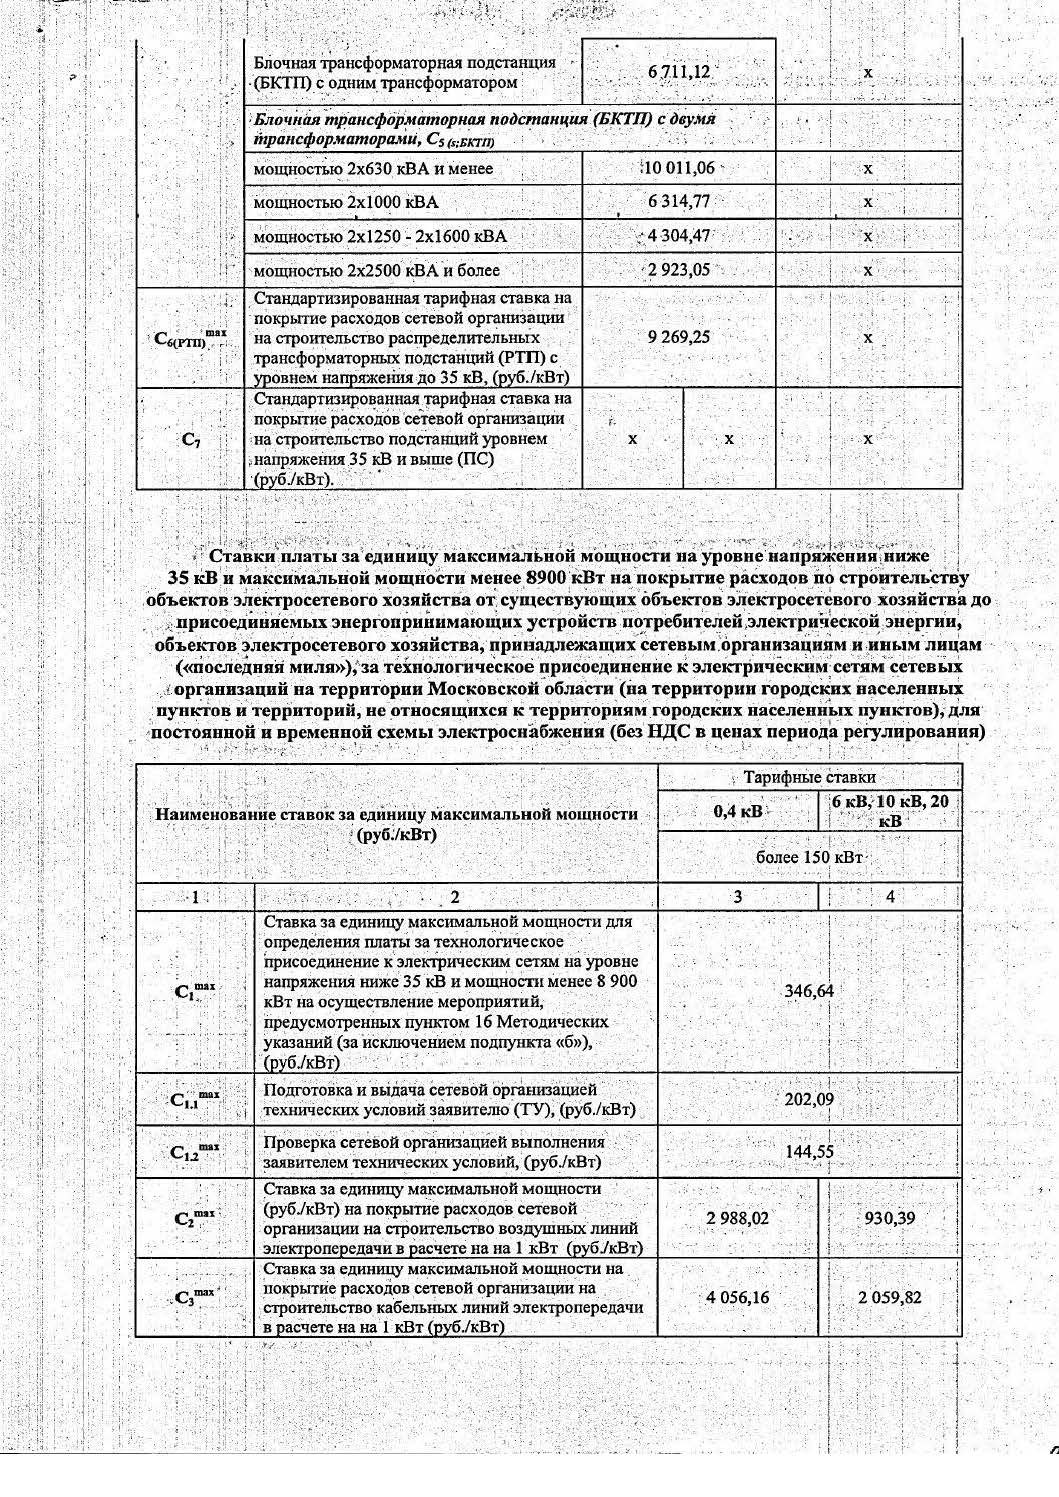 Блочная трансформаторная подстанция
(БКТП) с одним трансформатором
6 711,12
х
Блочная трансформаторная подстанция (БКТП) с двумя
трансформаторами, С5 (s;БКТП)
мощностью 2х630 кВА и менее
10 011,06
х
мощностью 2х1000 кВА
6 314,77
х
мощностью 2х1250 - 2х1600 кВА
4 304,47
х
мощностью 2х2500 кВА и более
2 923,05
х
С6(РТП) max
Стандартизированная тарифная ставка на
покрытие расходов сетевой организации
на строительство распределительных
трансформаторных подстанций (РТП) с
уровнем напряжения до 35 кВ, (руб./кВт)
9 269,25
х
С7
Стандартизированная тарифная ставка на
покрытие расходов сетевой организации
на строительство подстанций уровнем
напряжения 35 кВ и выше (ПС)
(руб./кВт).
х
х
х
Ставки платы за единицу максимальной мощности на уровне напряжения ниже
35 кВ и максимальной мощности менее 8900 кВт на покрытие расходов по строительству
объектов электросетевого хозяйства от существующих объектов электросетевого хозяйства до
присоединяемых энергопринимающих устройств потребителей электрической энергии,
объектов электросетевого хозяйства, принадлежащих сетевым организациям и иным лицам
(«последняя миля»), за технологическое присоединение к электрическим сетям сетевых
организаций на территории Московской области (на территории городских населенных
пунктов и территорий, не относящихся к территориям городских населенных пунктов), для
постоянной и временной схемы электроснабжения (без НДС в ценах периода регулирования)
Наименование ставок за единицу максимальной мощности
(руб./кВт)
Тарифные ставки
0,4 кВ
6 кВ, 10 кВ, 20
кВ
более 150 кВт
1
2
3
4
С1 max
Ставка за единицу максимальной мощности для
определения платы за технологическое
присоединение к электрическим сетям на уровне
напряжения ниже 35 кВ и мощности менее 8 900
кВт на осуществление мероприятий,
предусмотренных пунктом 16 Методических
указаний (за исключением подпункта «б»),
(руб./кВт)
346,64
С1.1 max
Подготовка и выдача сетевой организацией
технических условий заявителю (ТУ), (руб./кВт)
202,09
С1.2 max
Проверка сетевой организацией выполнения
заявителем технических условий, (руб./кВт)
144,55
С2 max
Ставка за единицу максимальной мощности
(руб./кВт) на покрытие расходов сетевой
организации на строительство воздушных линий
электропередачи в расчете на на 1 кВт (руб./кВт)
2 988,02
930,39
С3 max
Ставка за единицу максимальной мощности на
покрытие расходов сетевой организации на
строительство кабельных линий электропередачи
в расчете на на 1 кВт (руб./кВт)
4 056,16
2 059,82